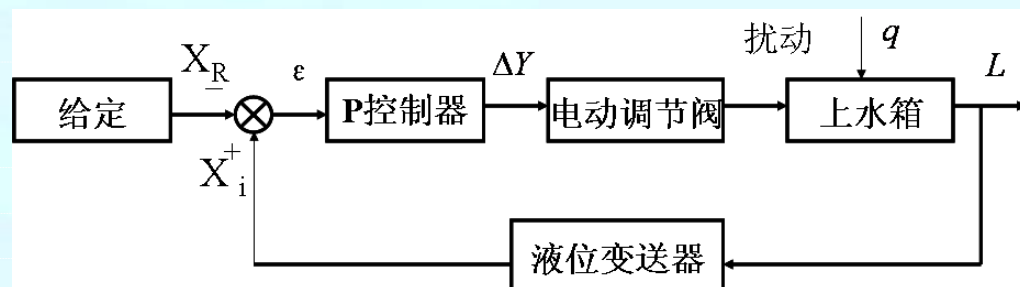 扰动 q
X_R ε ΔY L
−
给定 P控制器 电动调节阀 上水箱
+
X_i
液位变送器